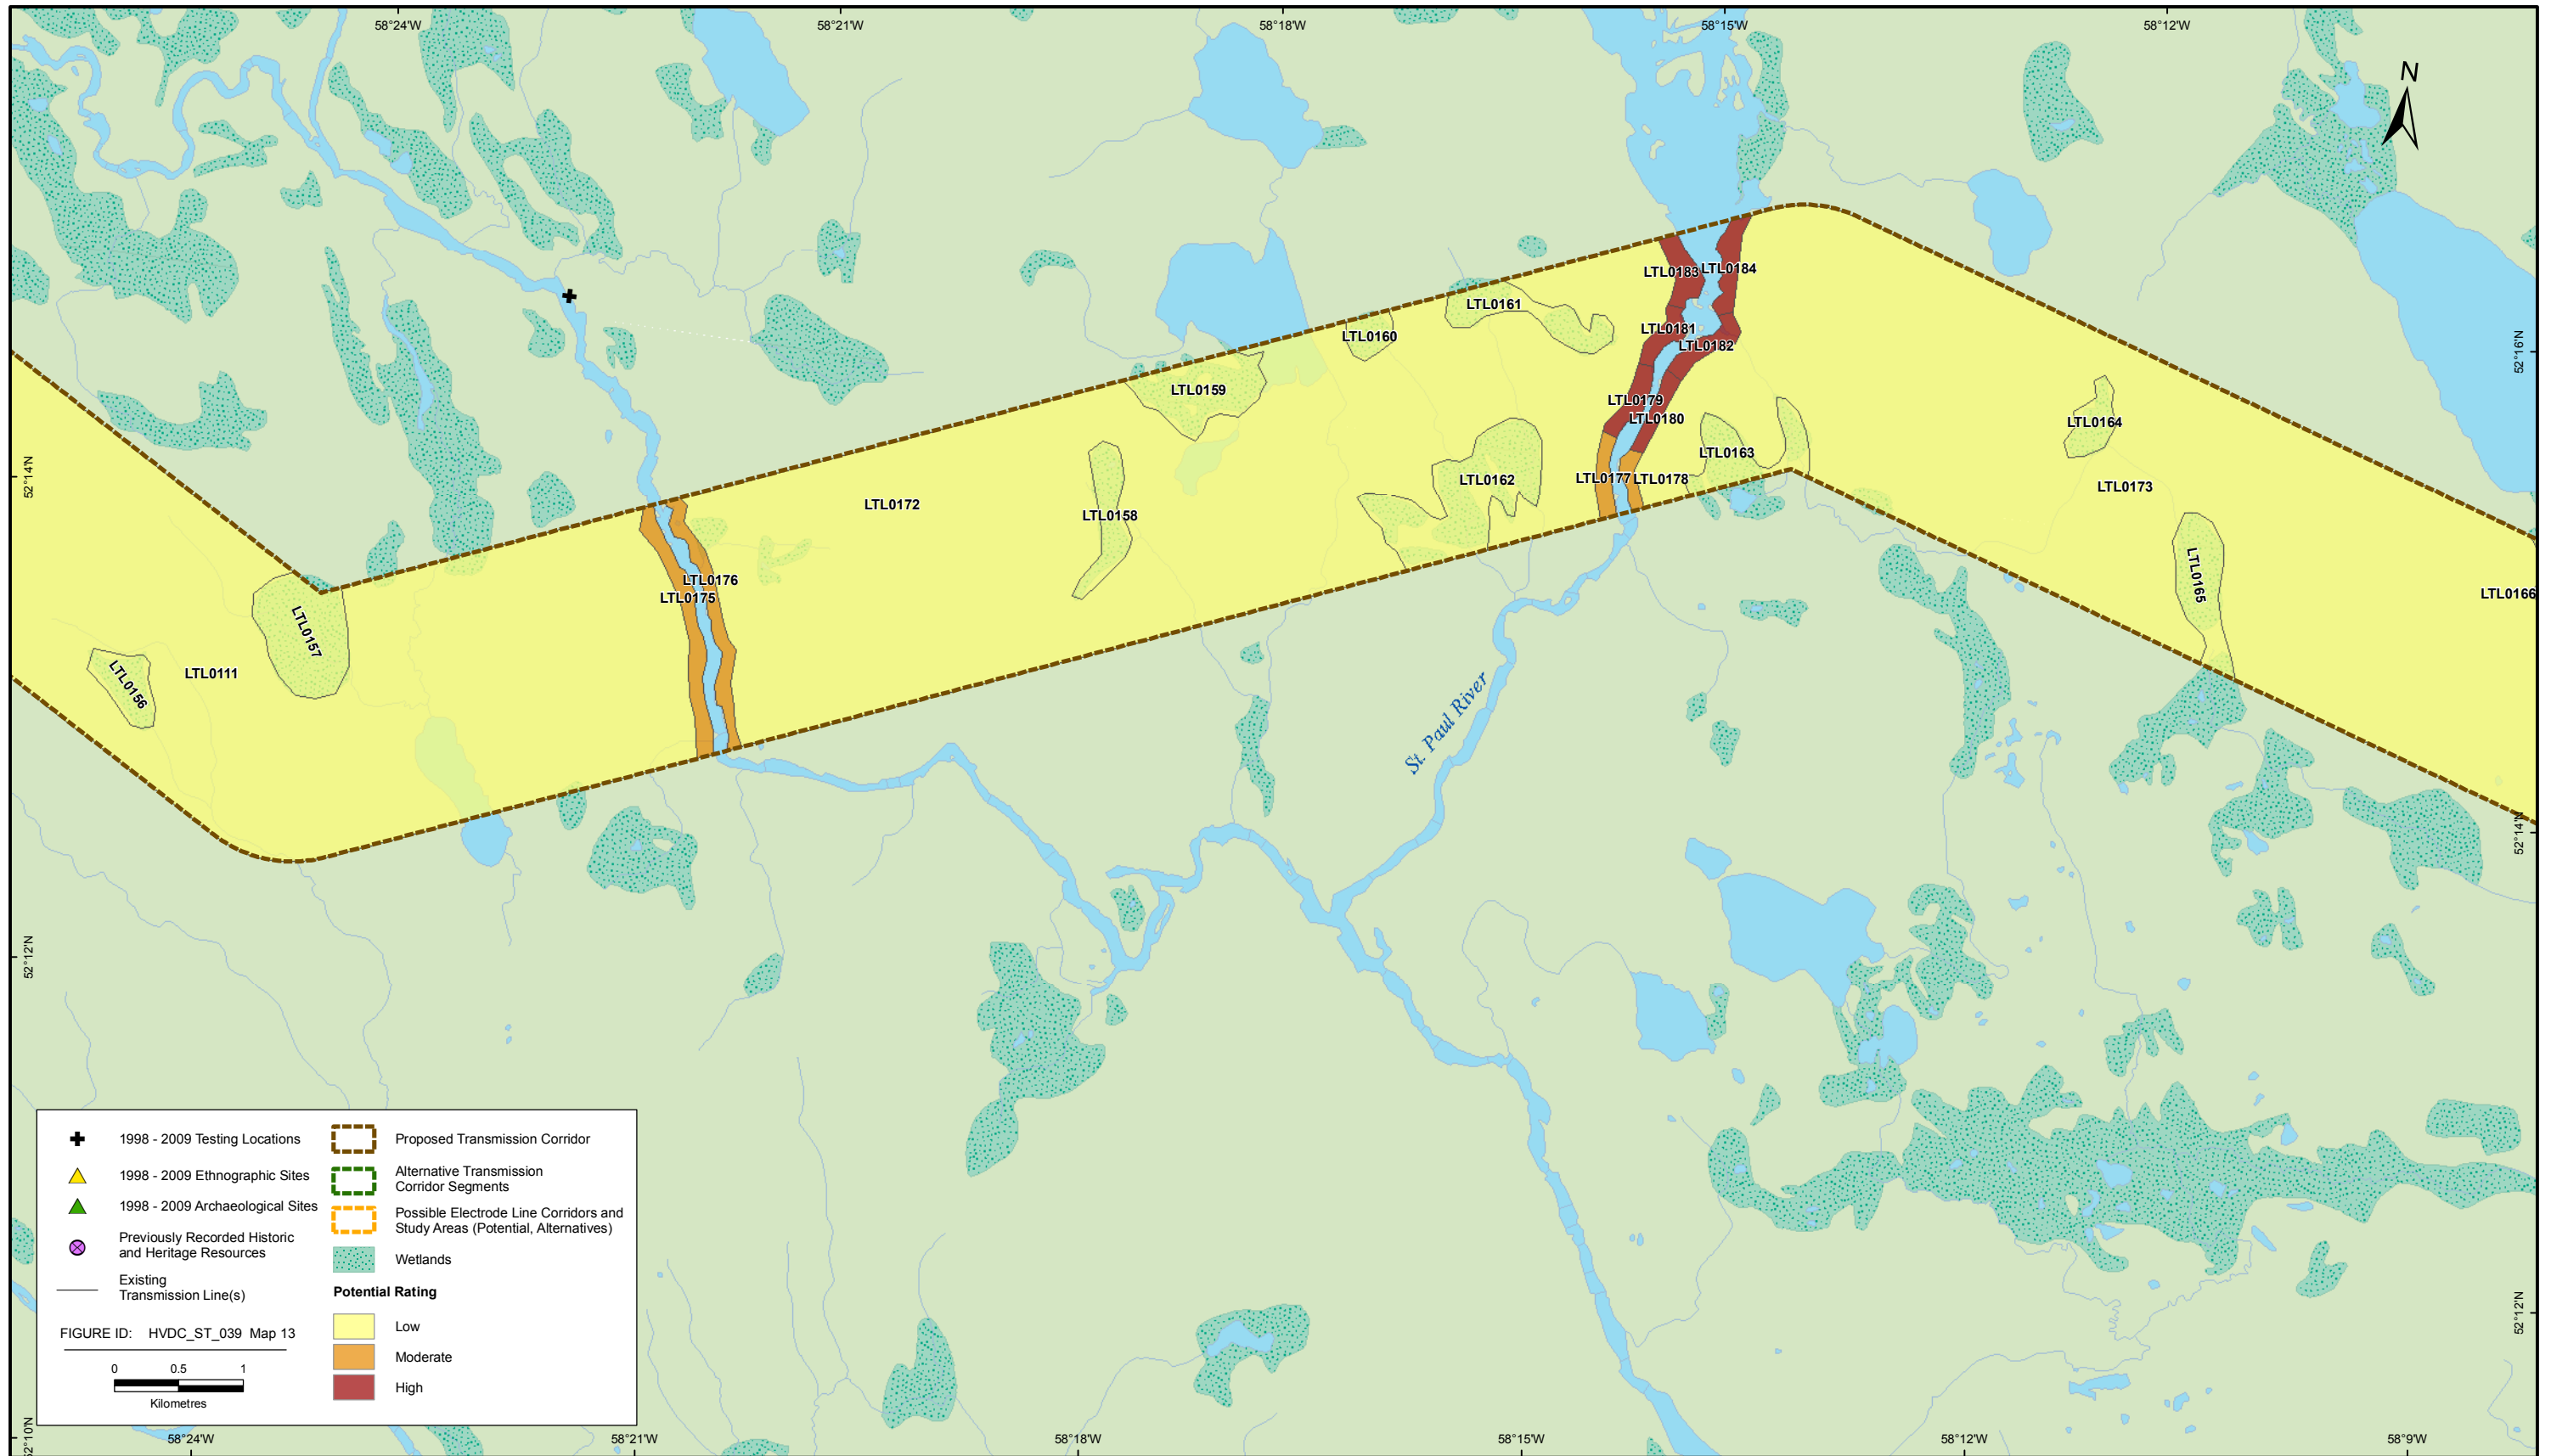 58°24'W
58°21'W
58°18'W
58°15'W
58°12'W
N
LTL0183
LTL0184
LTL0161
LTL0181
LTL0160
LTL0182
52°16'N
LTL0159
LTL0179
LTL0180
LTL0164
LTL0163
52°14'N
LTL0162
LTL0177
LTL0178
LTL0173
LTL0172
LTL0158
LTL0165
LTL0176
LTL0175
LTL0166
LTL0157
LTL0111
LTL0156
St. Paul River
52°14'N
52°12'N
1998 - 2009 Testing Locations
1998 - 2009 Ethnographic Sites
1998 - 2009 Archaeological Sites
Previously Recorded Historic
and Heritage Resources
Existing
Transmission Line(s)
FIGURE ID: HVDC_ST_039 Map 13
0 0.5 1
Kilometres
Proposed Transmission Corridor
Alternative Transmission
Corridor Segments
Possible Electrode Line Corridors and
Study Areas (Potential, Alternatives)
Wetlands
Potential Rating
Low
Moderate
High
52°12'N
52°10'N
58°24'W
58°21'W
58°18'W
58°15'W
58°12'W
58°9'W